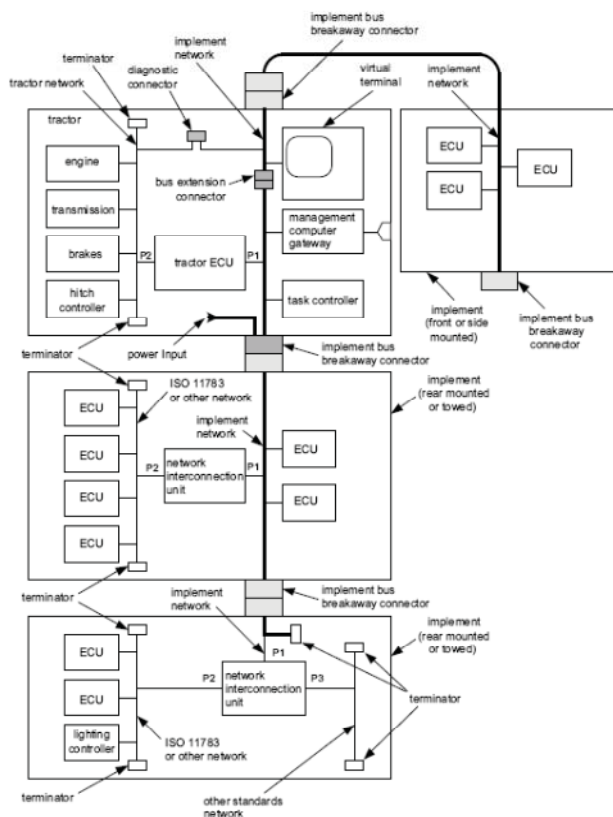 implement bus
breakaway connector
implement
network
terminator
tractor network
diagnostic
connector
virtual
terminal
implement
network
tractor
engine
transmission
brakes
hitch
controller
P2
tractor ECU
P1
bus extension
connector
management
computer
gateway
task controller
ECU
ECU
ECU
implement
(front or side
mounted)
implement bus
breakaway
connector
terminator
power Input
implement bus
breakaway connector
ISO 11783
or other network
implement
network
implement
(rear mounted
or towed)
ECU
ECU
ECU
ECU
P2
network
interconnection
unit
P1
ECU
ECU
terminator
implement
network
implement bus
breakaway connector
implement
(rear mounted
or towed)
ECU
ECU
lighting
controller
P2
P1
network
interconnection
unit
P3
terminator
ISO 11783
or other network
terminator
other standards
network